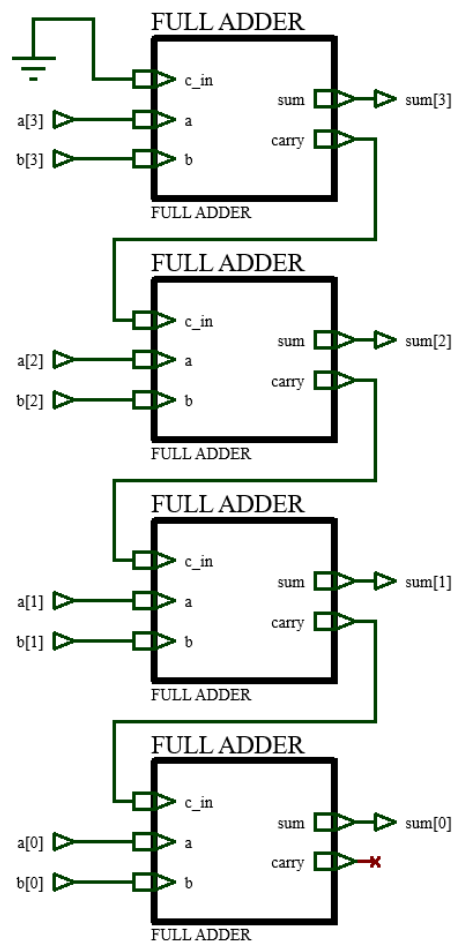 FULL ADDER
c_in
sum
sum[3]
a[3]
a
carry
b[3]
b
FULL ADDER
FULL ADDER
c_in
sum
sum[2]
a[2]
a
carry
b[2]
b
FULL ADDER
FULL ADDER
c_in
sum
sum[1]
a[1]
a
carry
b[1]
b
FULL ADDER
FULL ADDER
c_in
sum
sum[0]
a[0]
a
carry
b[0]
b
FULL ADDER